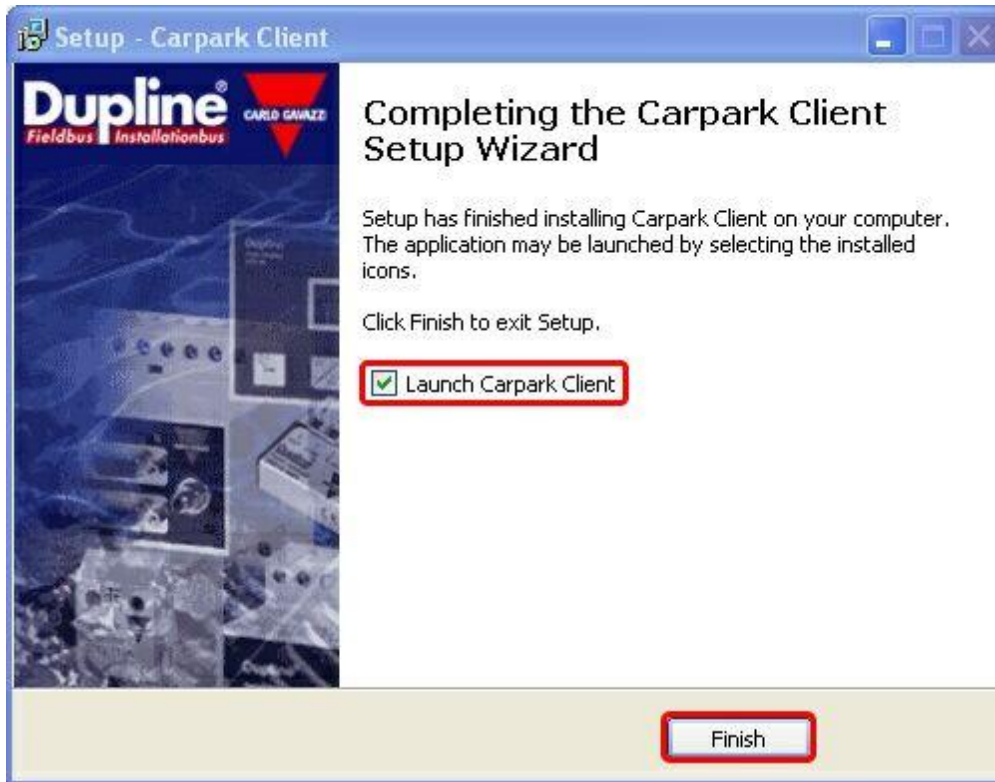 Setup - Carpark Client
Dupline®
CARLO GAVAZZI
Fieldbus Installationbus
Completing the Carpark Client
Setup Wizard
Setup has finished installing Carpark Client on your computer.
The application may be launched by selecting the installed
icons.
Click Finish to exit Setup.
Launch Carpark Client
Dupline
Finish